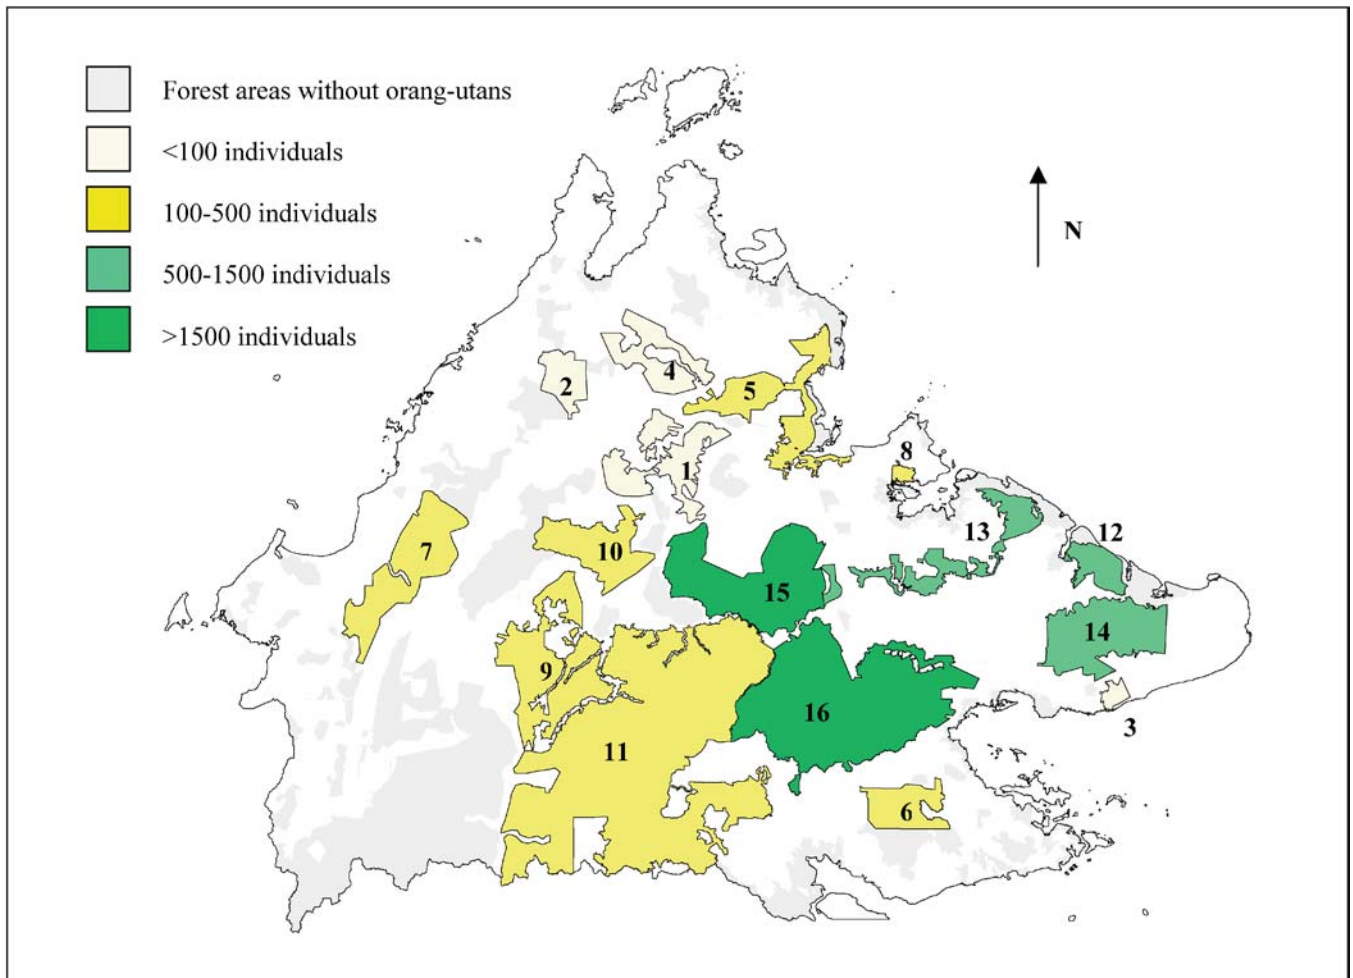 Forest areas without orang-utans
<100 individuals
100-500 individuals
500-1500 individuals
>1500 individuals
N
2
4
5
8
1
7
10
13
12
15
14
9
16
3
11
6